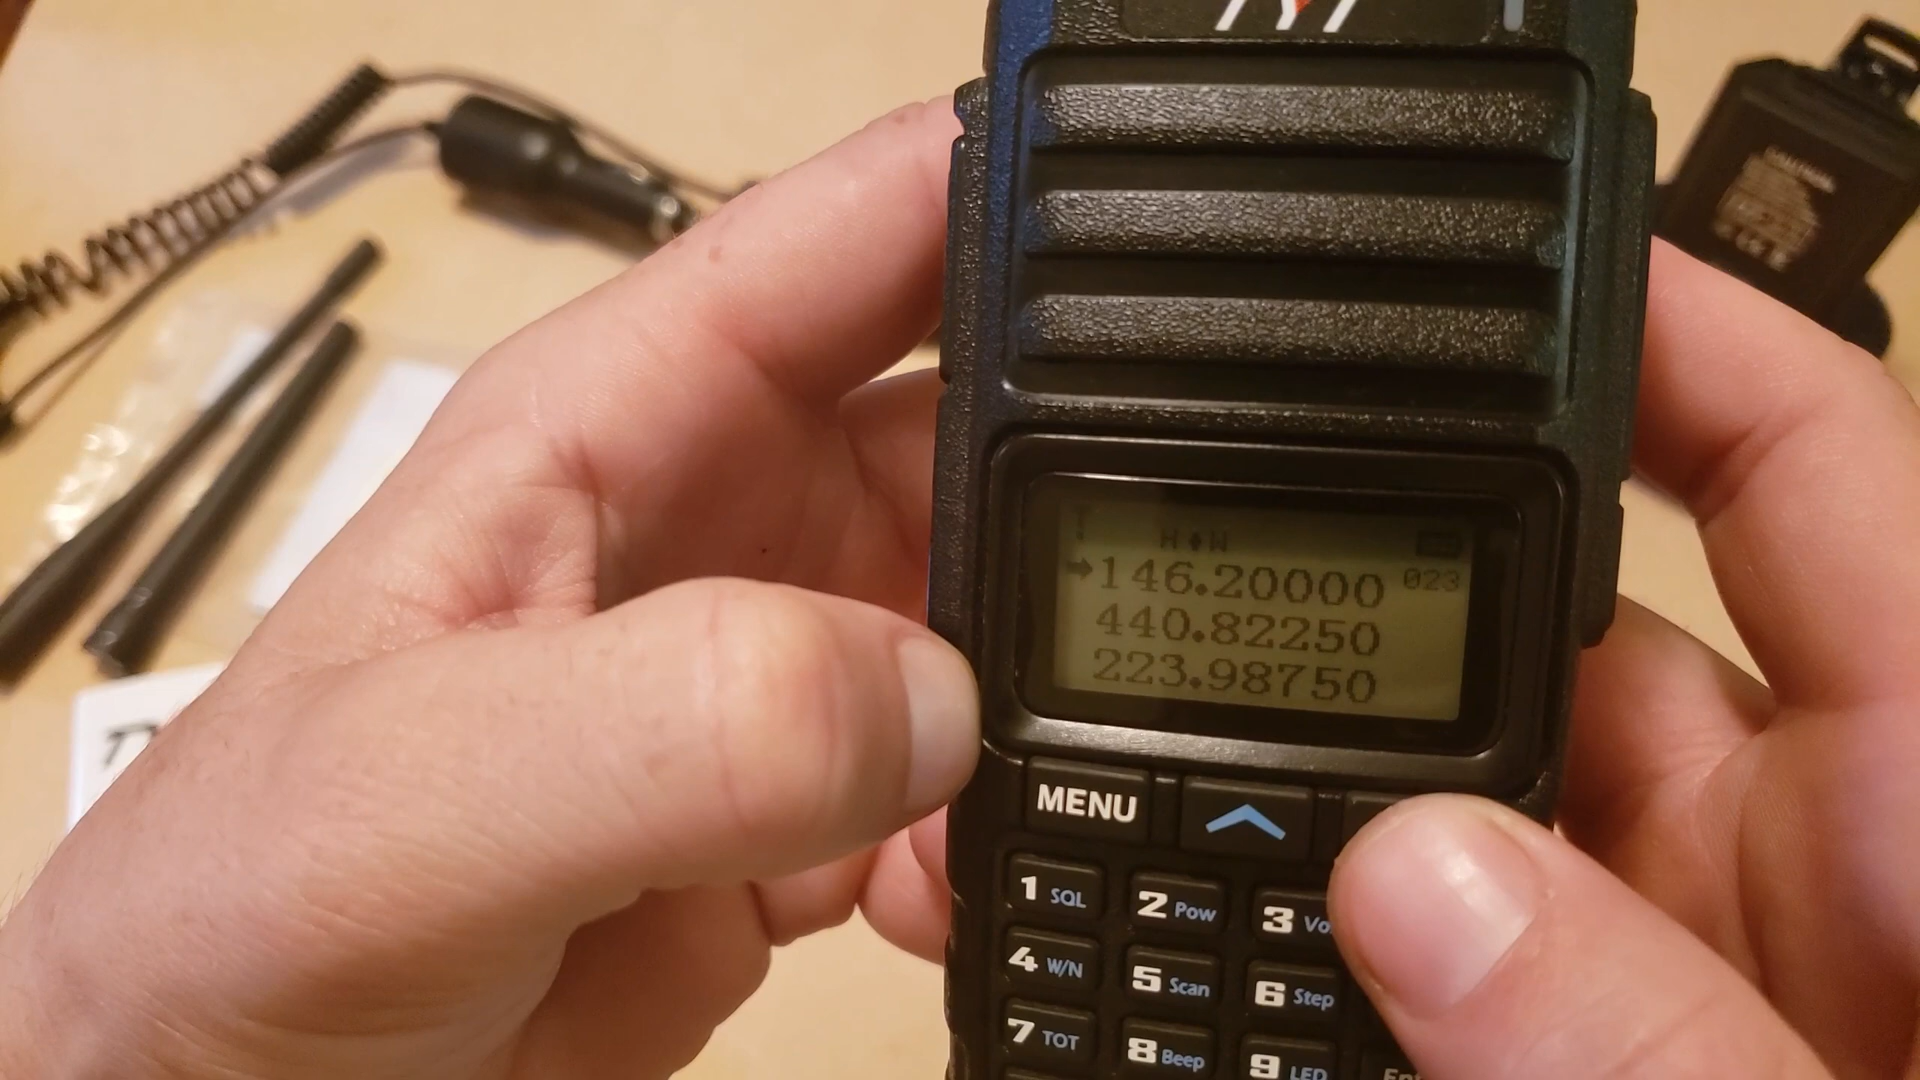 H N
146.20000 023
440.82250
223.98750
MENU
1 SQL 2 Pow 3 Vo
4 W/N 5 Scan 6 Step
7 TOT 8 Beep 9 LED
Ent